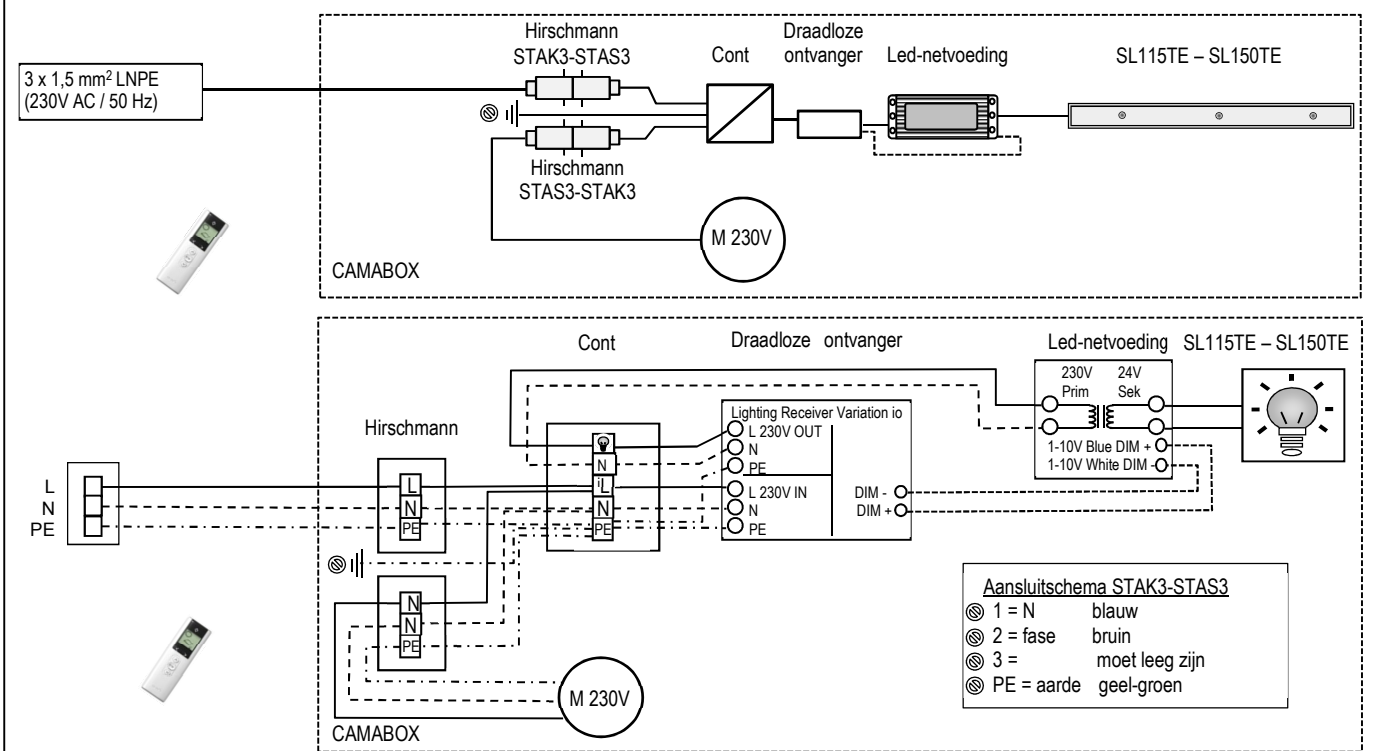 Hirschmann
STAK3-STAS3
Cont
Draadloze
ontvanger
Led-netvoeding
SL115TE – SL150TE
3 x 1,5 mm² LNPE
(230V AC / 50 Hz)
Hirschmann
STAS3-STAK3
M 230V
CAMABOX
Cont
Draadloze ontvanger
Led-netvoeding
SL115TE – SL150TE
230V
Prim
24V
Sek
1-10V Blue DIM +
1-10V White DIM -
Hirschmann
Lighting Receiver Variation io
L 230V OUT
N
PE
L 230V IN
N
PE
DIM -
DIM +
L
N
PE
L
N
PE
N
iL
N
PE
N
N
PE
M 230V
CAMABOX
Aansluitschema STAK3-STAS3
1 = N blauw
2 = fase bruin
3 = moet leeg zijn
PE = aarde geel-groen